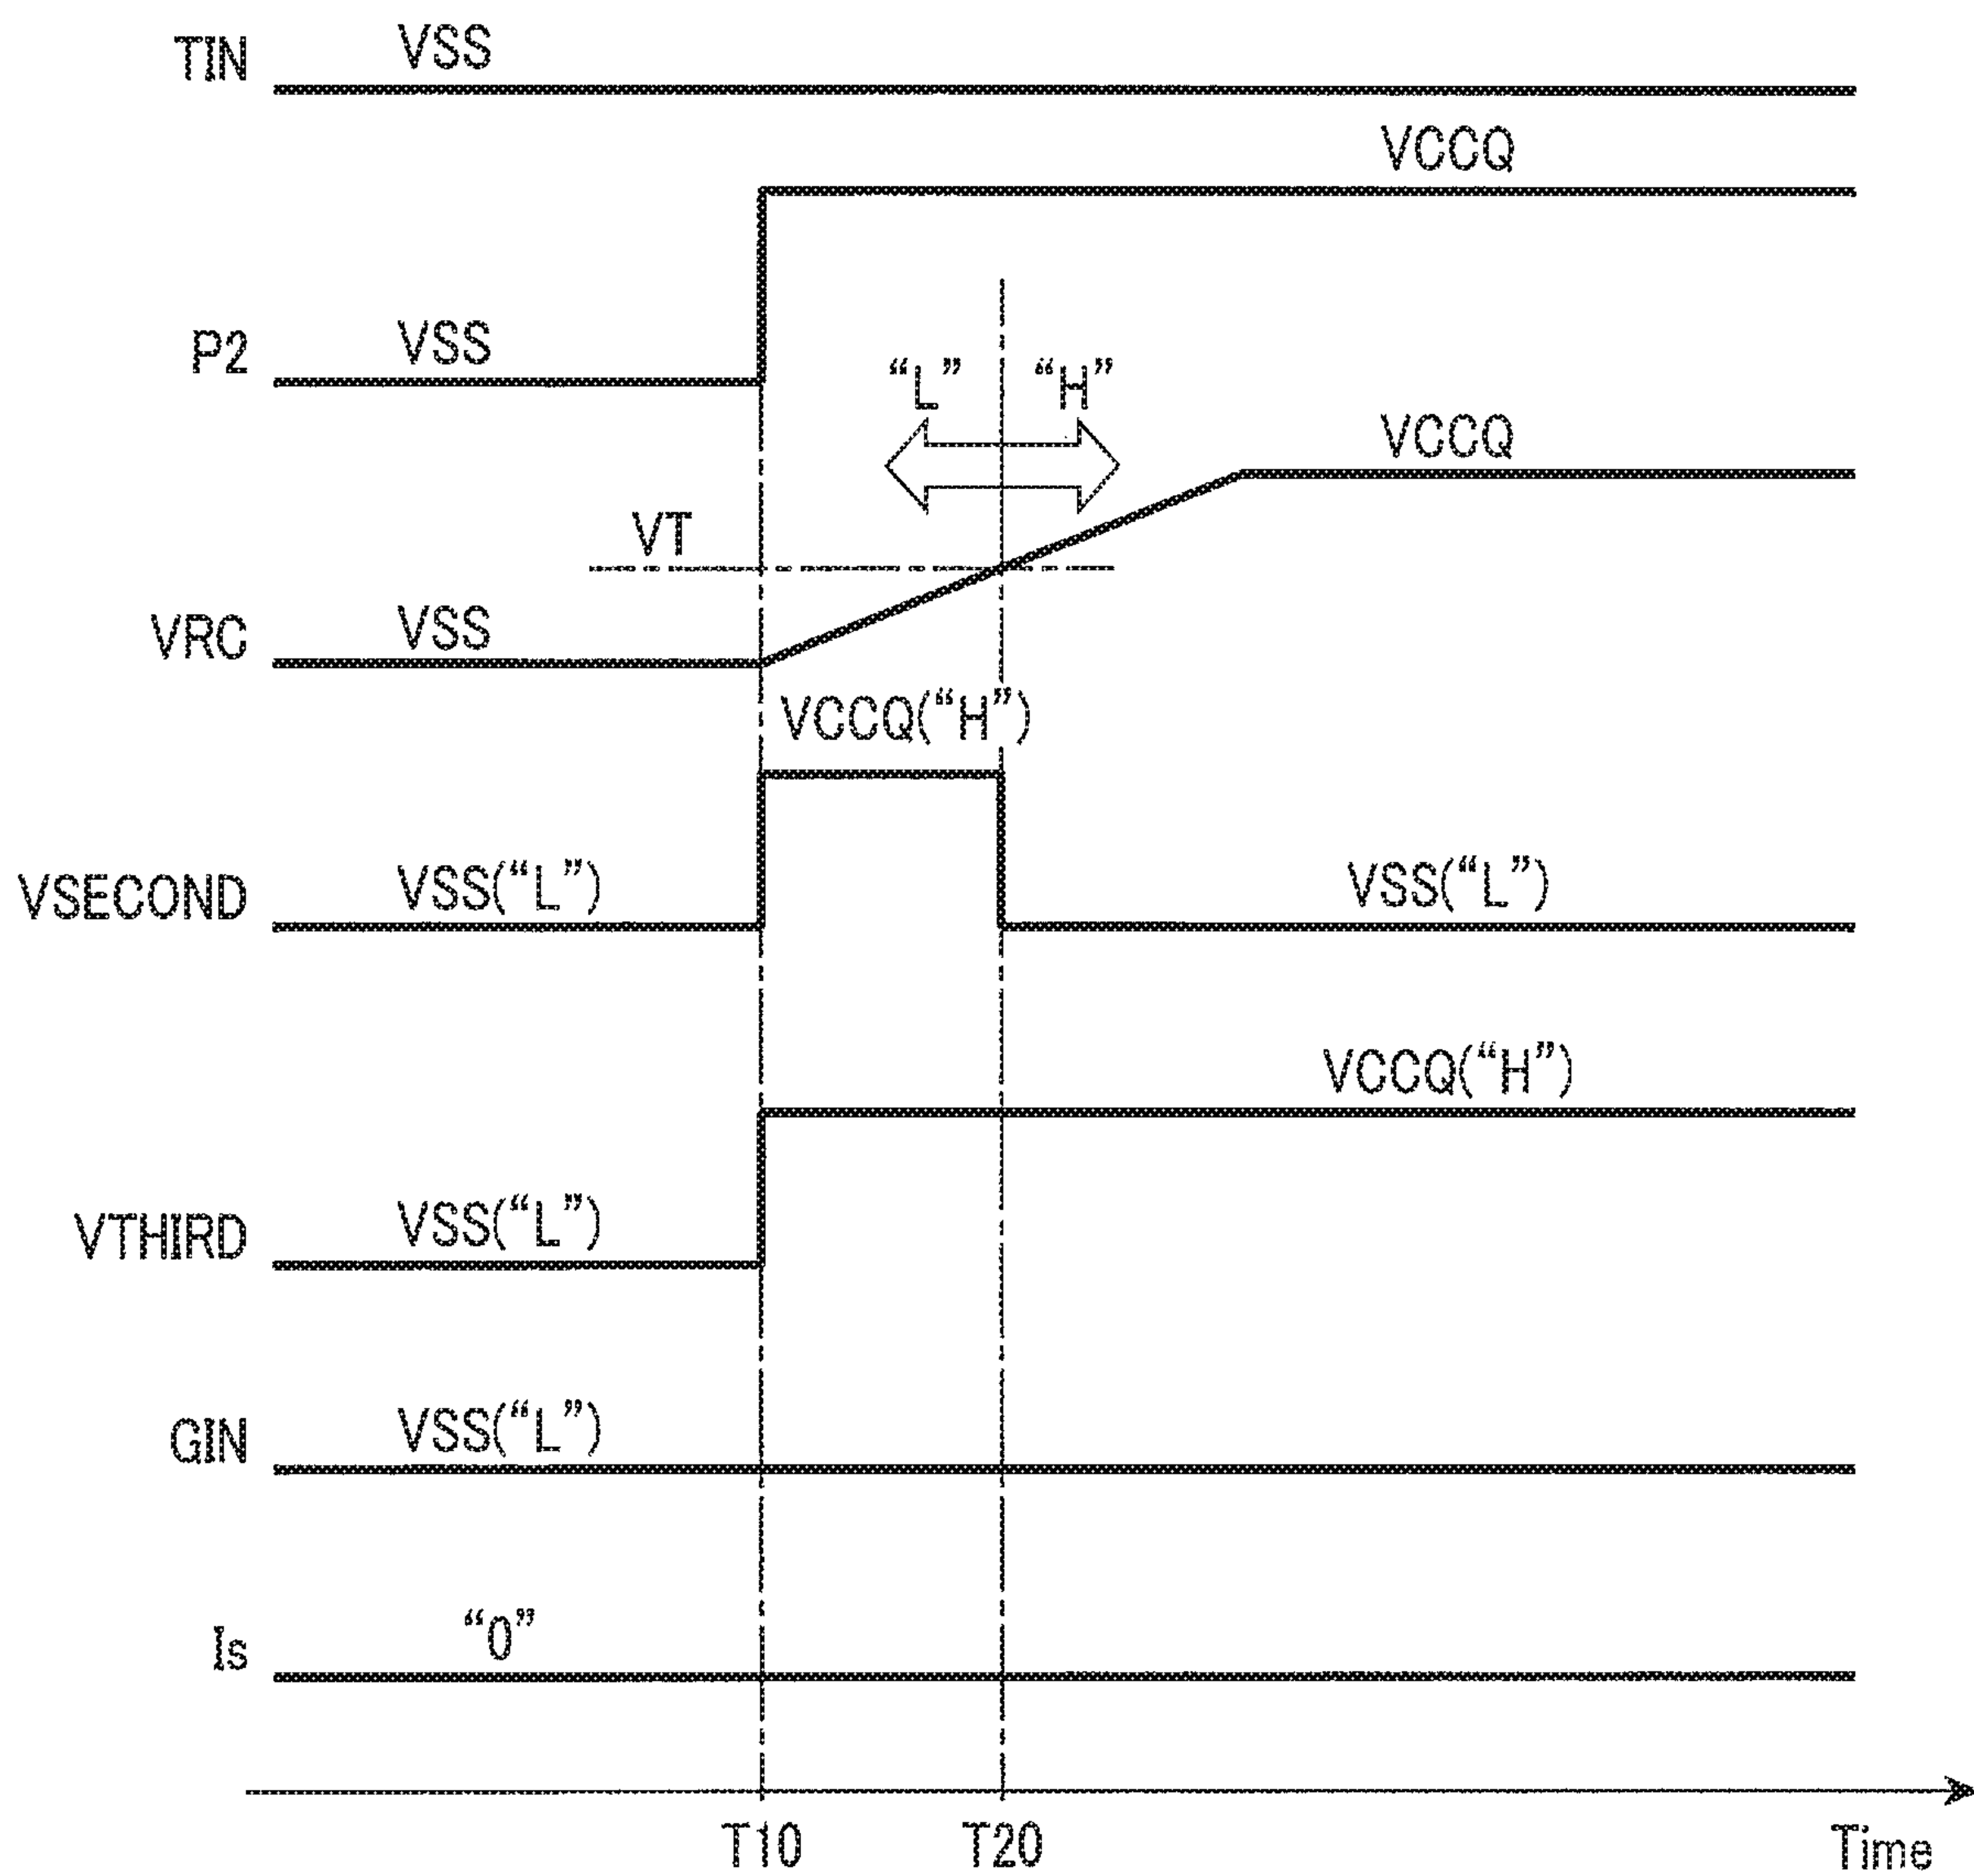 TIN VSS
VCCQ
P2 VSS
“L” “H”
VCCQ
VT
VRC VSS
VCCQ(“H”)
VSECOND VSS(“L”) VSS(“L”)
VCCQ(“H”)
VTHIRD VSS(“L”)
GIN VSS(“L”)
Is “0”
T10 T20 Time